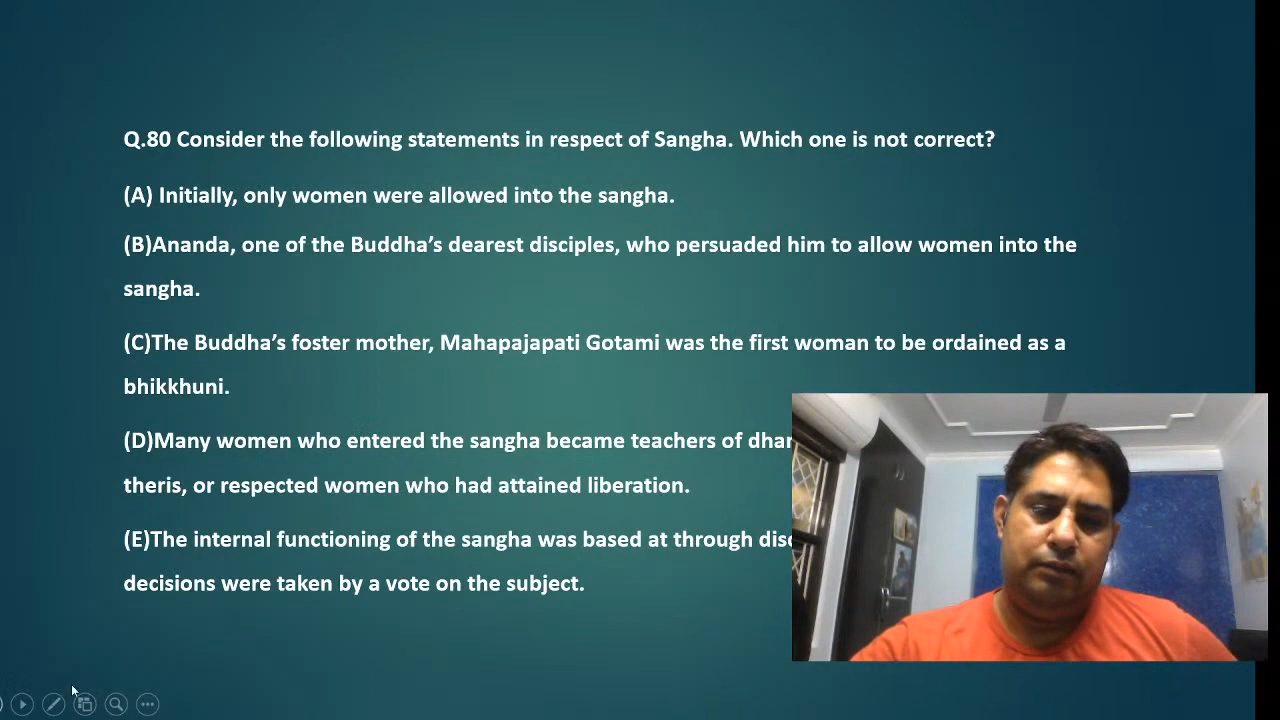 Q.80 Consider the following statements in respect of Sangha. Which one is not correct?
(A) Initially, only women were allowed into the sangha.
(B)Ananda, one of the Buddha’s dearest disciples, who persuaded him to allow women into the
sangha.
(C)The Buddha’s foster mother, Mahapajapati Gotami was the first woman to be ordained as a
bhikkhuni.
(D)Many women who entered the sangha became teachers of
theris, or respected women who had attained liberation.
(E)The internal functioning of the sangha was based at through
decisions were taken by a vote on the subject.